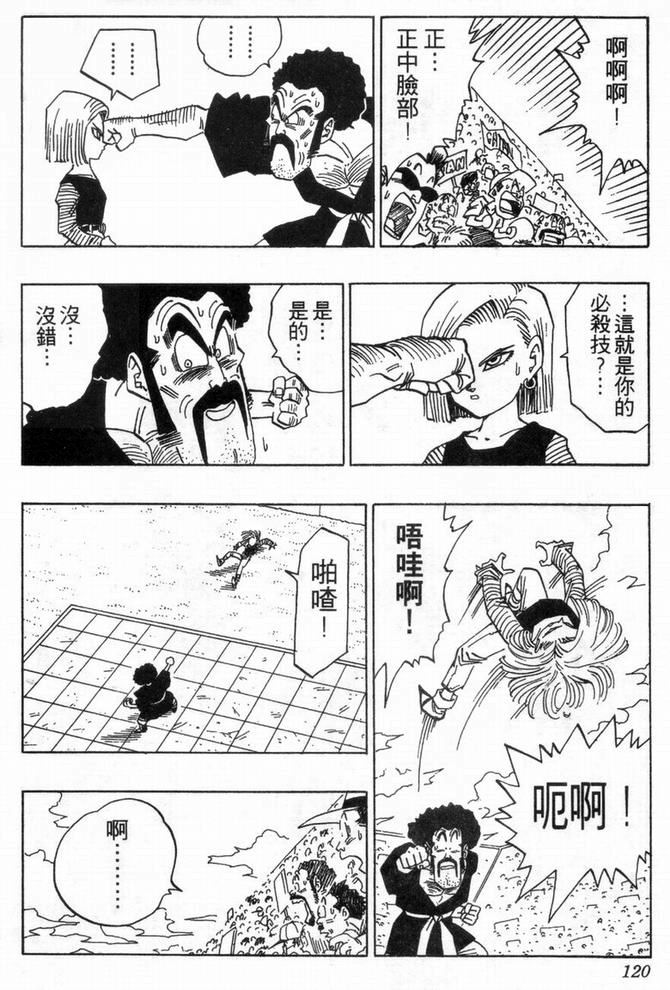 啊啊啊！
正…
正中臉部！
……
……
…這就是你的
必殺技？…
是…
是的…
沒…
沒錯…
唔哇啊！
呃啊！
啪喳！
啊……
120